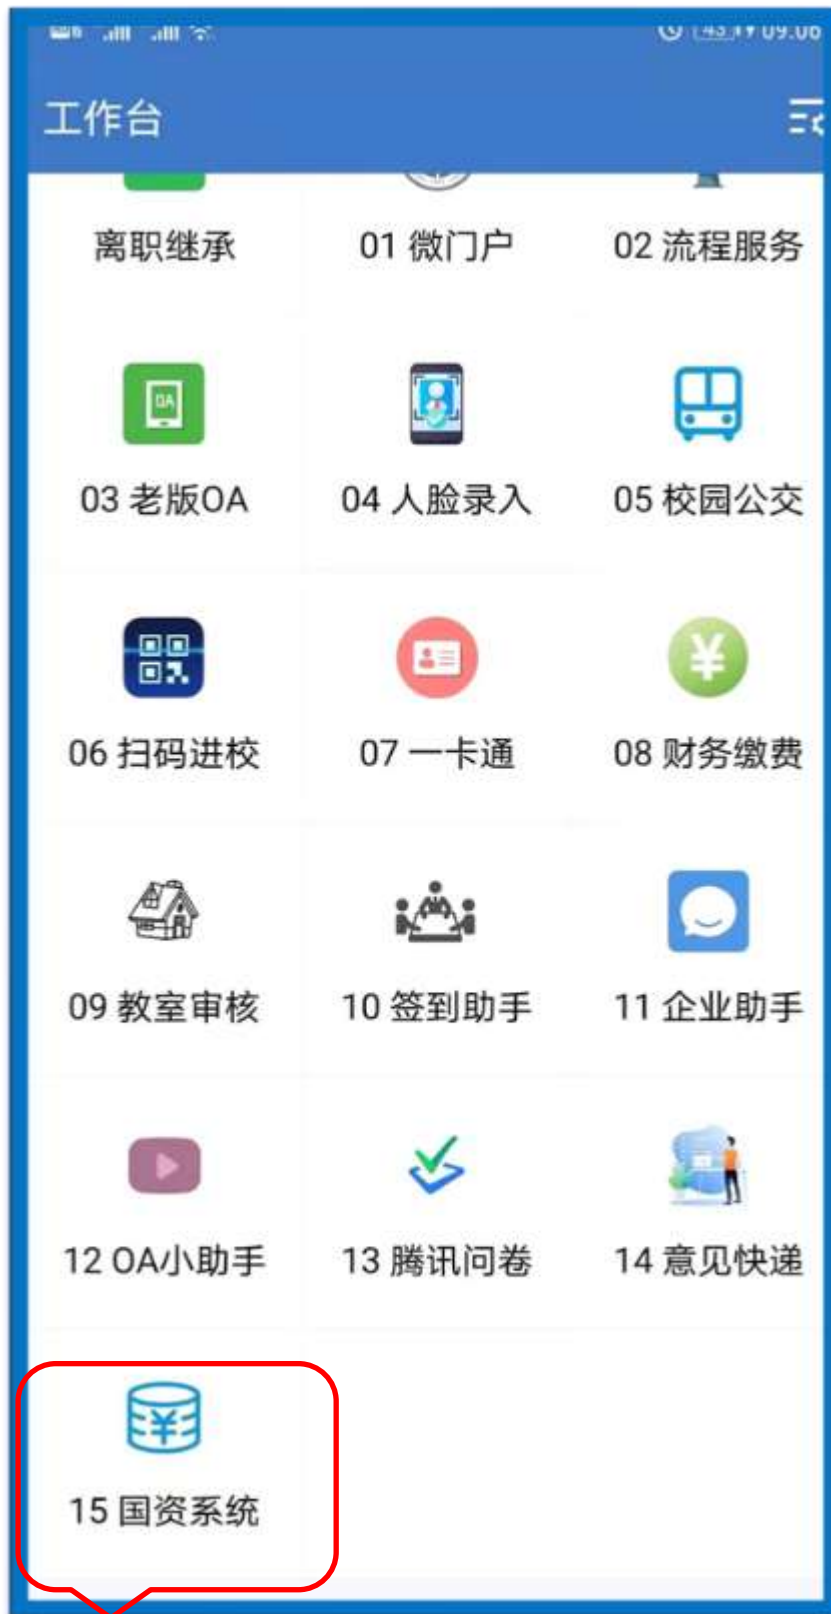 43 09:06
工作台
离职继承 01 微门户 02 流程服务
OA
03 老版OA 04 人脸录入 05 校园公交
06 扫码进校 07 一卡通 08 财务缴费
09 教室审核 10 签到助手 11 企业助手
12 OA小助手 13 腾讯问卷 14 意见快递
15 国资系统